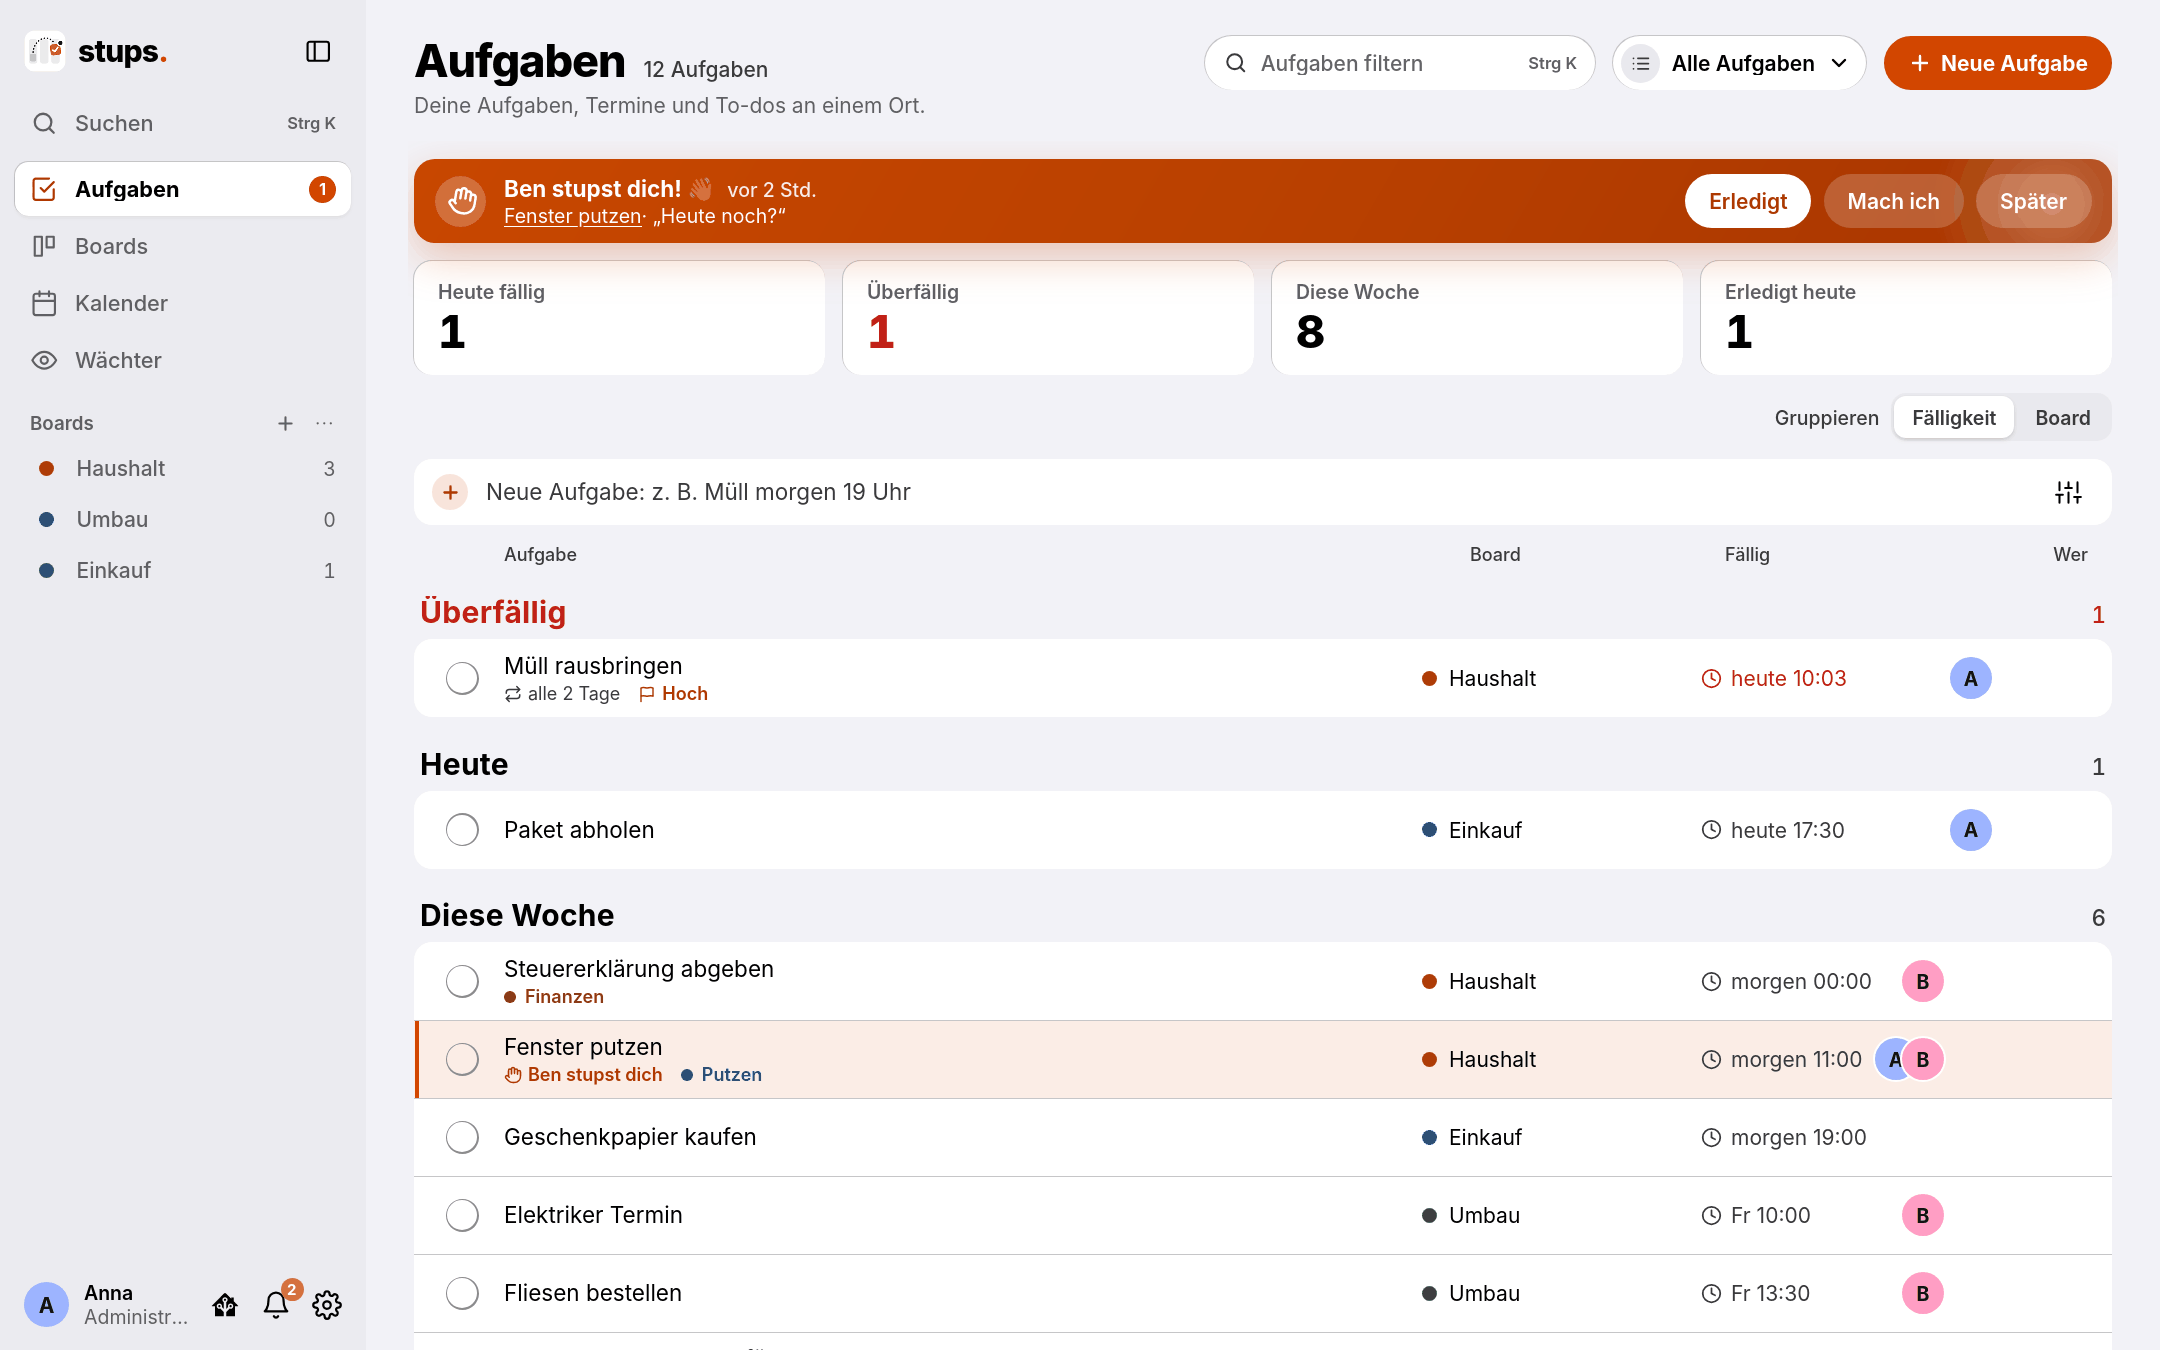 stups.
Suchen Strg K
Aufgaben 1
Boards
Kalender
Wächter
Boards
Haushalt 3
Umbau 0
Einkauf 1
A Anna
Administr...
2
Aufgaben 12 Aufgaben
Deine Aufgaben, Termine und To-dos an einem Ort.
Aufgaben filtern Strg K
Alle Aufgaben
Neue Aufgabe
Ben stupst dich! 👋 vor 2 Std.
Fenster putzen· „Heute noch?“
Erledigt Mach ich Später
Heute fällig
1
Überfällig
1
Diese Woche
8
Erledigt heute
1
Gruppieren Fälligkeit Board
Neue Aufgabe: z. B. Müll morgen 19 Uhr
Aufgabe Board Fällig Wer
Überfällig 1
Müll rausbringen
alle 2 Tage Hoch
Haushalt heute 10:03 A
Heute 1
Paket abholen Einkauf heute 17:30 A
Diese Woche 6
Steuererklärung abgeben
Finanzen
Haushalt morgen 00:00 B
Fenster putzen
Ben stupst dich Putzen
Haushalt morgen 11:00 A B
Geschenkpapier kaufen Einkauf morgen 19:00
Elektriker Termin Umbau Fr 10:00 B
Fliesen bestellen Umbau Fr 13:30 B